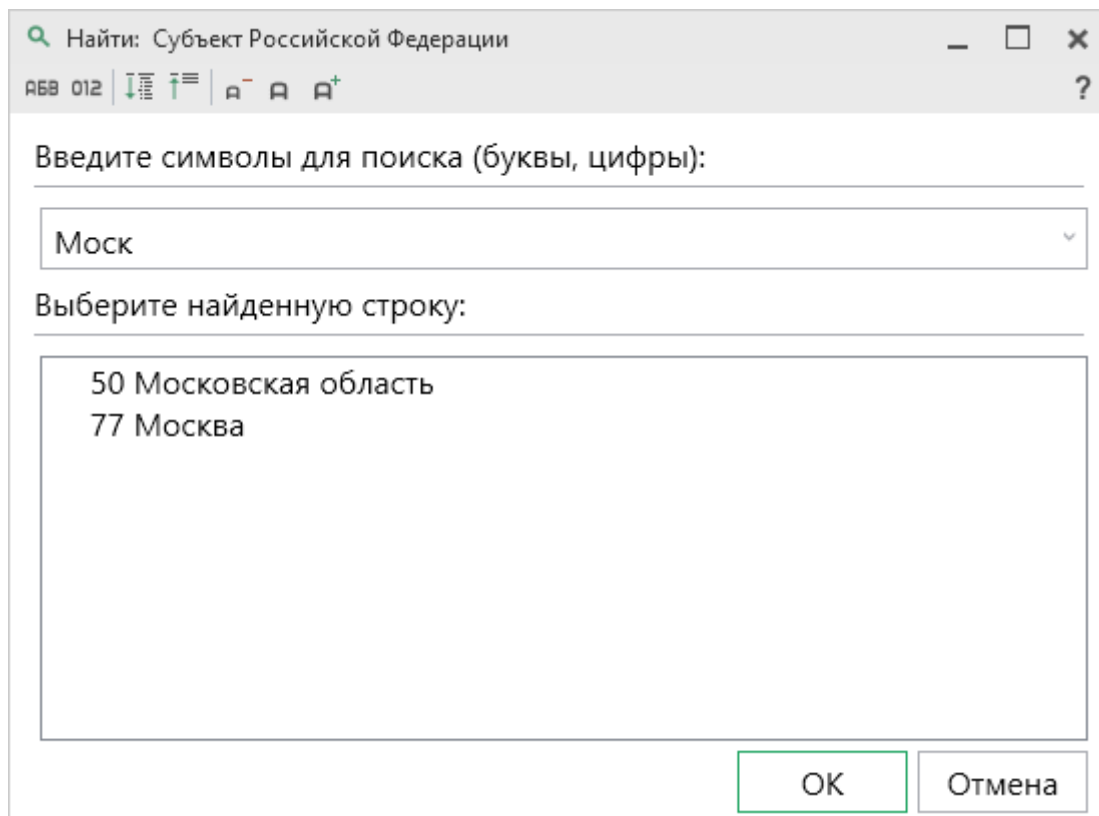 Найти: Субъект Российской Федерации
АБВ 012 А- А А+ ?
Введите символы для поиска (буквы, цифры):
Моск
Выберите найденную строку:
50 Московская область
77 Москва
ОК Отмена